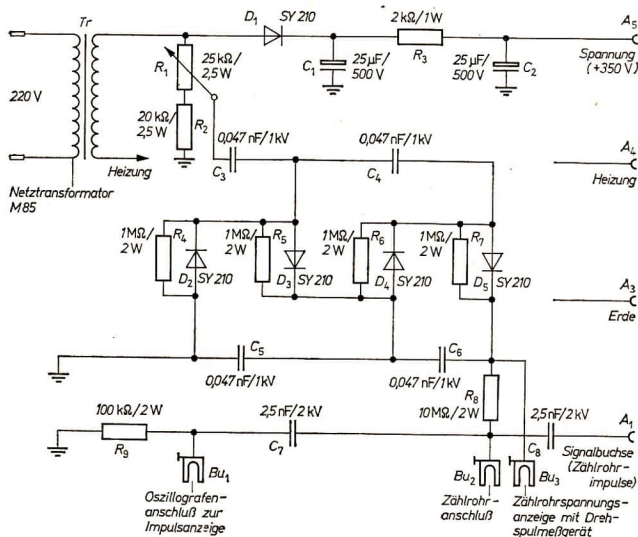 Tr
D₁ SY 210
2 kΩ/1W
R₃
A₅
Spannung
(+350 V)
25 kΩ/
2,5 W
R₁
25 µF/
500 V
C₁
25 µF/
500 V
C₂
220 V
20 kΩ/
2,5 W
R₂
0,047 nF/1kV
C₃
0,047 nF/1kV
C₄
A₄
Heizung
Heizung
Netztransformator
M85
1MΩ/
2 W
R₄
D₂
SY 210
1MΩ/
2W
R₅
D₃
SY 210
1MΩ/
2W
R₆
D₄
SY 210
1MΩ/
2W
R₇
D₅
SY 210
A₃
Erde
C₅
0,047 nF/1kV
C₆
0,047 nF/1kV
R₈
10 MΩ/2 W
100 kΩ/2 W
R₉
2,5 nF/2 kV
C₇
2,5 nF/2 kV
C₈
A₁
Signalbuchse
(Zählrohr-
impulse)
Bu₁
Oszillografen-
anschluß zur
Impulsanzeige
Bu₂
Zählrohr-
anschluß
Bu₃
Zählrohrspannungs-
anzeige mit Dreh-
spulmeßgerät